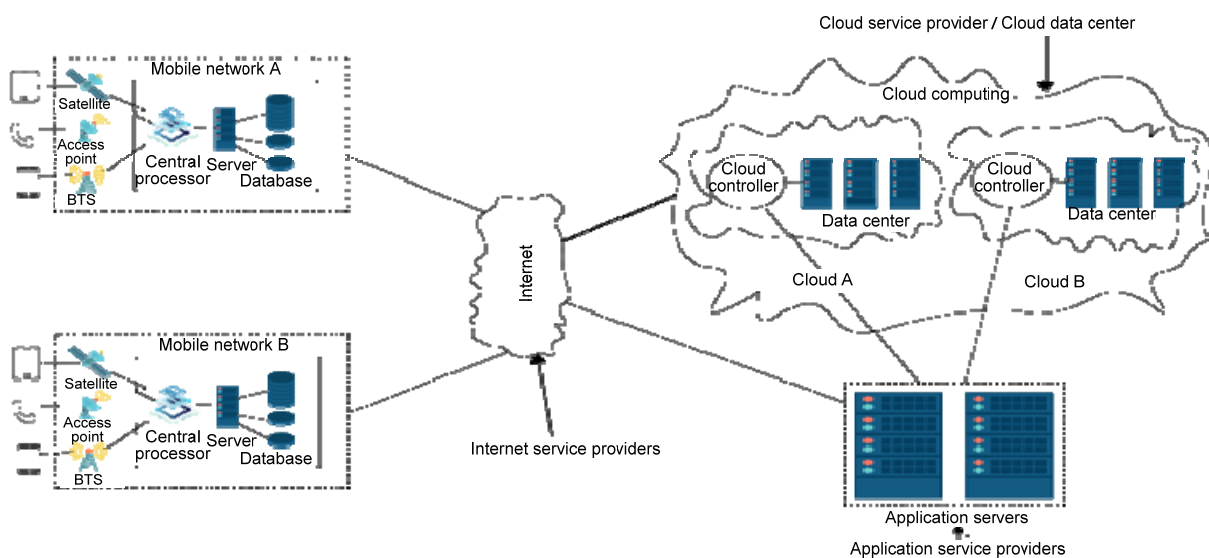 Cloud service provider / Cloud data center
Mobile network A
Satellite
Access
point
BTS
Central
processor
Server
Database
Cloud computing
Cloud
controller
Data center
Cloud A
Cloud
controller
Data center
Cloud B
Internet
Internet service providers
Mobile network B
Satellite
Access
point
BTS
Central
processor
Server
Database
Application servers
Application service providers